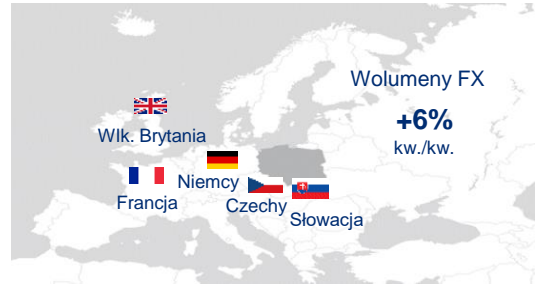 Wolumeny FX
+6%
kw./kw.
Wlk. Brytania
Niemcy
Francja
Czechy
Słowacja